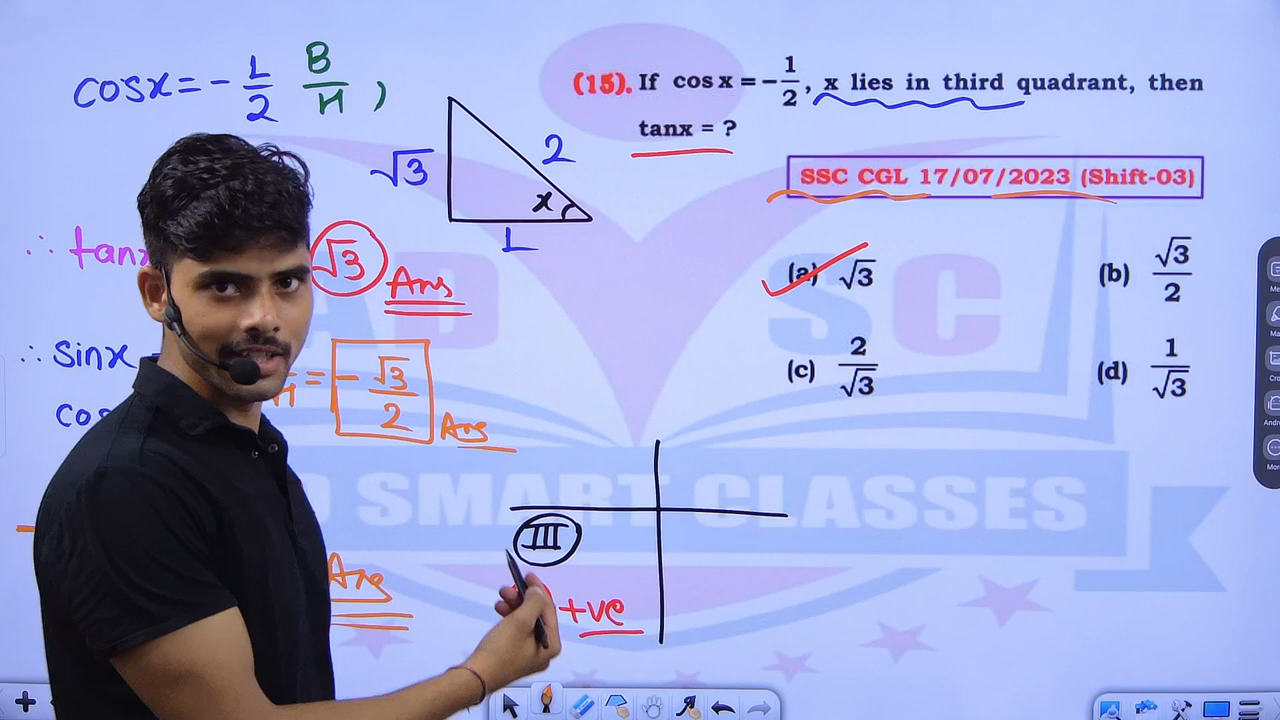 cosx = - 1/2 B/H ,
(15). If cos x = -1/2, x lies in third quadrant, then
tanx = ?
SSC CGL 17/07/2023 (Shift-03)
√3
2
x
1
∴ tanx
√3 Ans
(a) √3
(b) √3/2
(c) 2/√3
(d) 1/√3
∴ sinx
= - √3/2 Ans
cos
SMART CLASSES
III
+ve
Ans